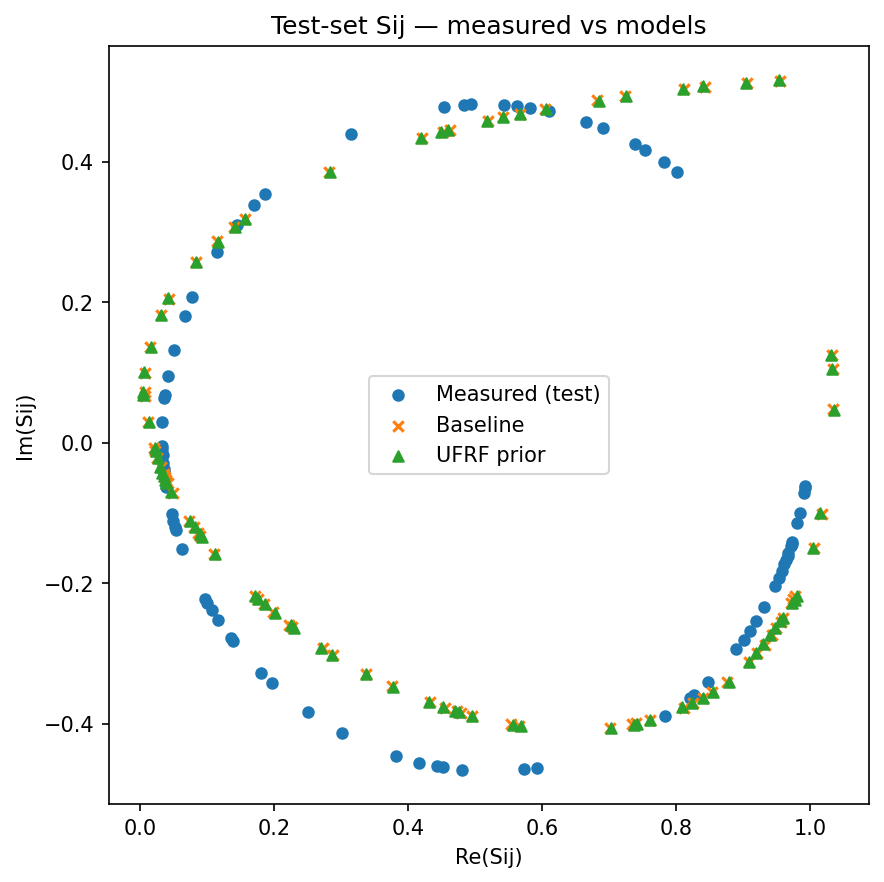 Test-set Sij — measured vs models
0.4
0.2
0.0
−0.2
−0.4
Im(Sij)
Measured (test)
Baseline
UFRF prior
0.0 0.2 0.4 0.6 0.8 1.0
Re(Sij)